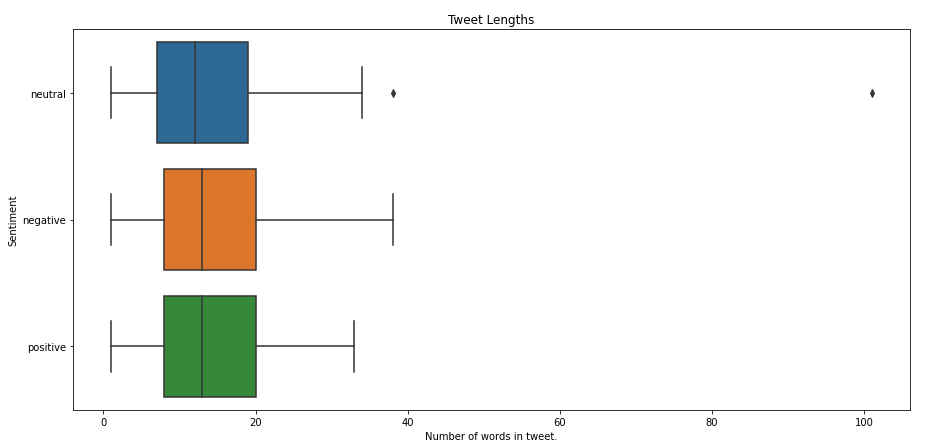 Tweet Lengths
Sentiment
neutral
negative
positive
0 20 40 60 80 100
Number of words in tweet.